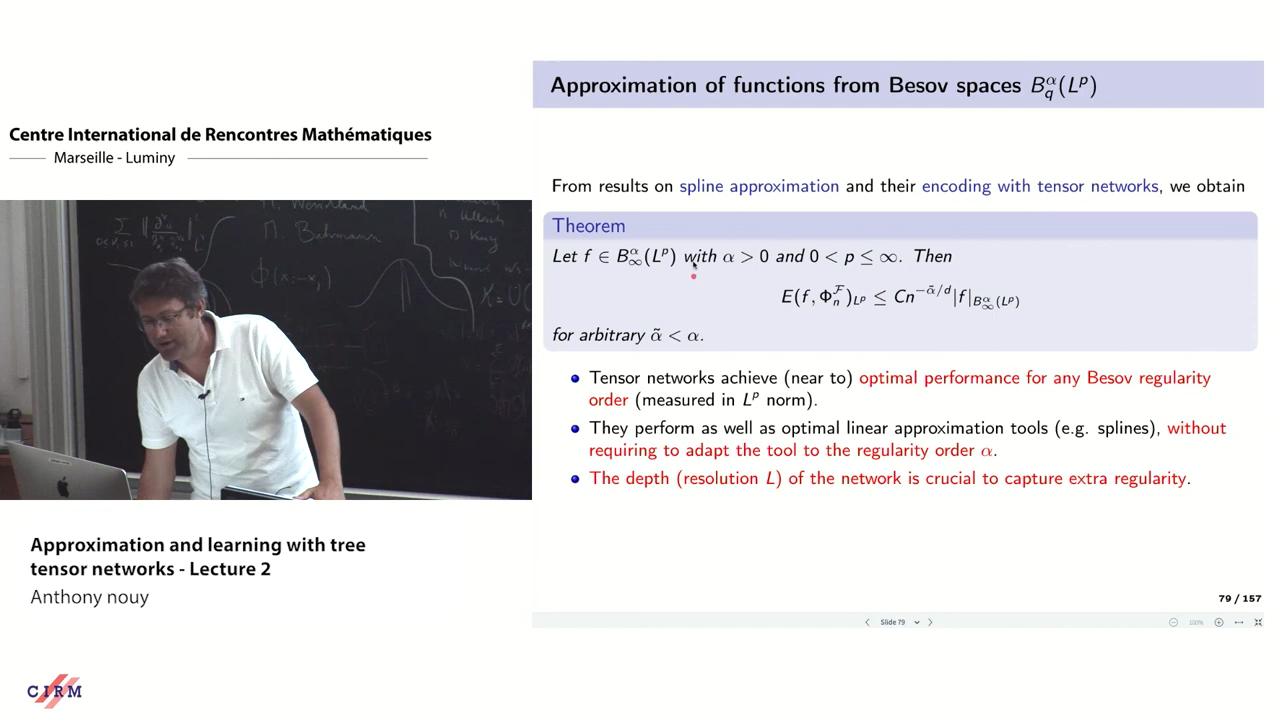 Centre International de Rencontres Mathématiques
Marseille - Luminy
Approximation and learning with tree
tensor networks - Lecture 2
Anthony nouy
CIRM
Approximation of functions from Besov spaces B_q^α(L^p)
From results on spline approximation and their encoding with tensor networks, we obtain
Theorem
Let f ∈ B_∞^α(L^p) with α > 0 and 0 < p ≤ ∞. Then
E(f, Φ_n^ℱ)_{L^p} ≤ Cn^{-α̃/d}|f|_{B_∞^α(L^p)}
for arbitrary α̃ < α.
Tensor networks achieve (near to) optimal performance for any Besov regularity
order (measured in L^p norm).
They perform as well as optimal linear approximation tools (e.g. splines), without
requiring to adapt the tool to the regularity order α.
The depth (resolution L) of the network is crucial to capture extra regularity.
79 / 157
Slide 79
100%